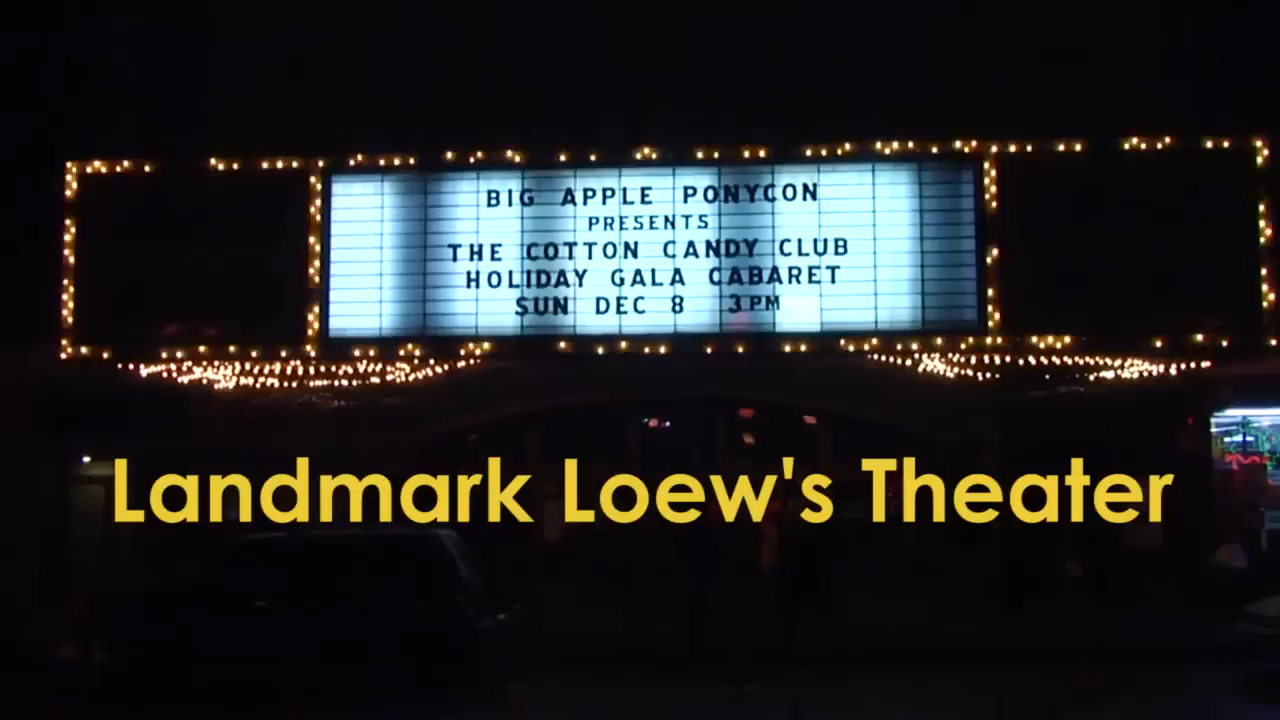 BIG APPLE PONYCON
PRESENTS
THE COTTON CANDY CLUB
HOLIDAY GALA CABARET
SUN DEC 8 3PM
Landmark Loew's Theater